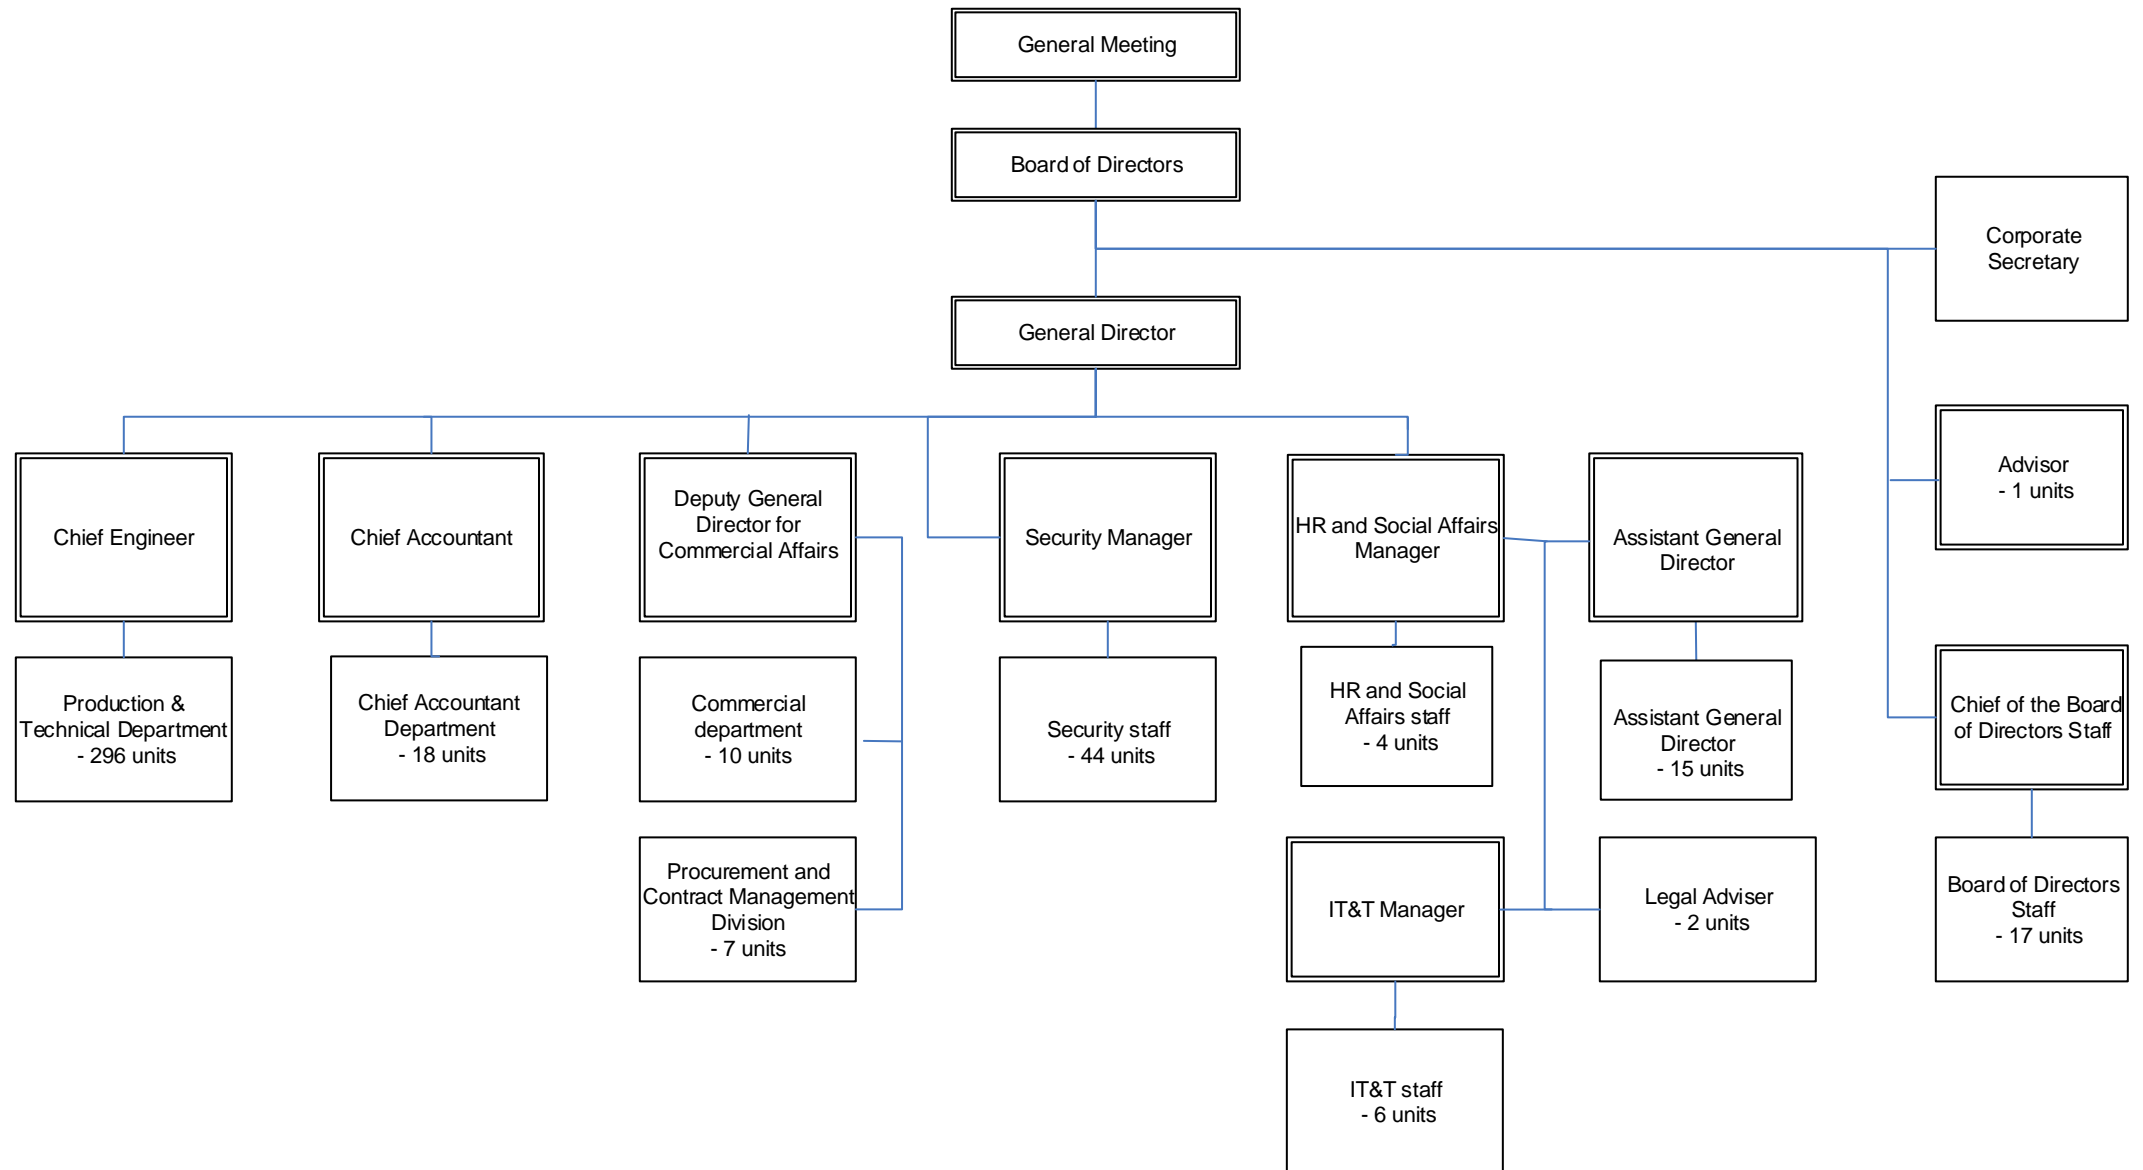 General Meeting
Board of Directors
Corporate
Secretary
General Director
Advisor
- 1 units
Chief Engineer
Chief Accountant
Deputy General
Director for
Commercial Affairs
Security Manager
HR and Social Affairs
Manager
Assistant General
Director
Production &
Technical Department
- 296 units
Chief Accountant
Department
- 18 units
Commercial
department
- 10 units
Security staff
- 44 units
HR and Social
Affairs staff
- 4 units
Assistant General
Director
- 15 units
Chief of the Board
of Directors Staff
Procurement and
Contract Management
Division
- 7 units
IT&T Manager
Legal Adviser
- 2 units
Board of Directors
Staff
- 17 units
IT&T staff
- 6 units